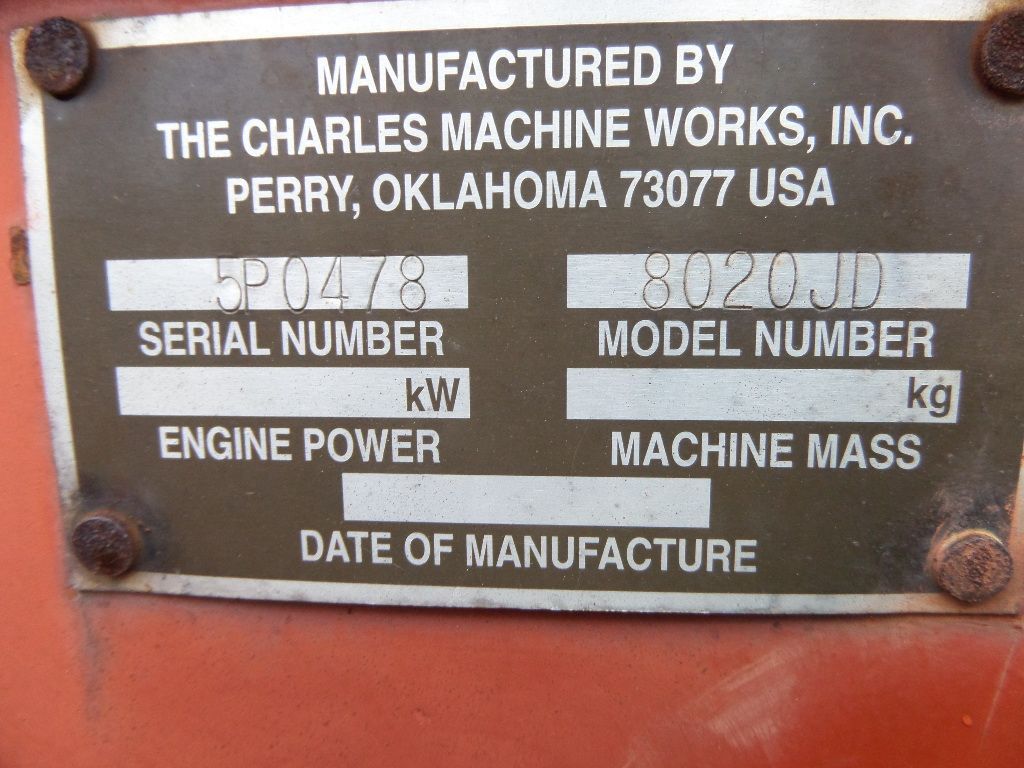 MANUFACTURED BY
THE CHARLES MACHINE WORKS, INC.
PERRY, OKLAHOMA 73077 USA
5P0478 8020JD
SERIAL NUMBER MODEL NUMBER
kW kg
ENGINE POWER MACHINE MASS
DATE OF MANUFACTURE